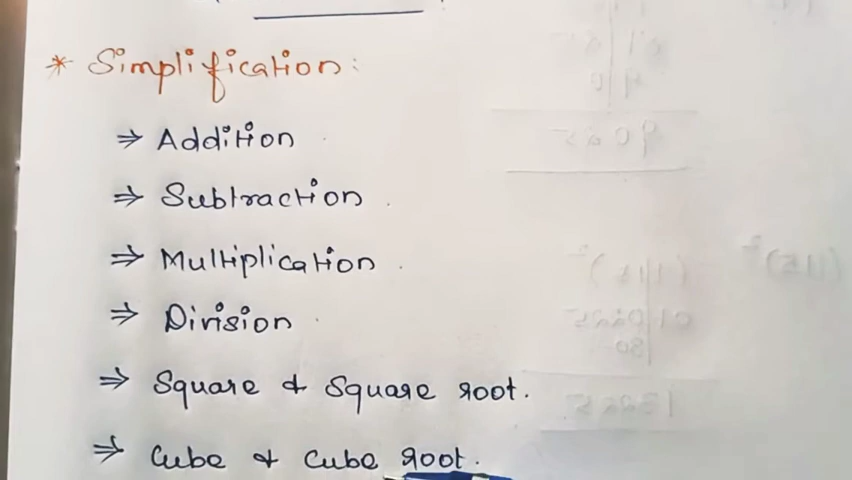 * Simplification:
⇒ Addition
⇒ Subtraction
⇒ Multiplication
⇒ Division
⇒ Square & Square root.
⇒ Cube & Cube root.